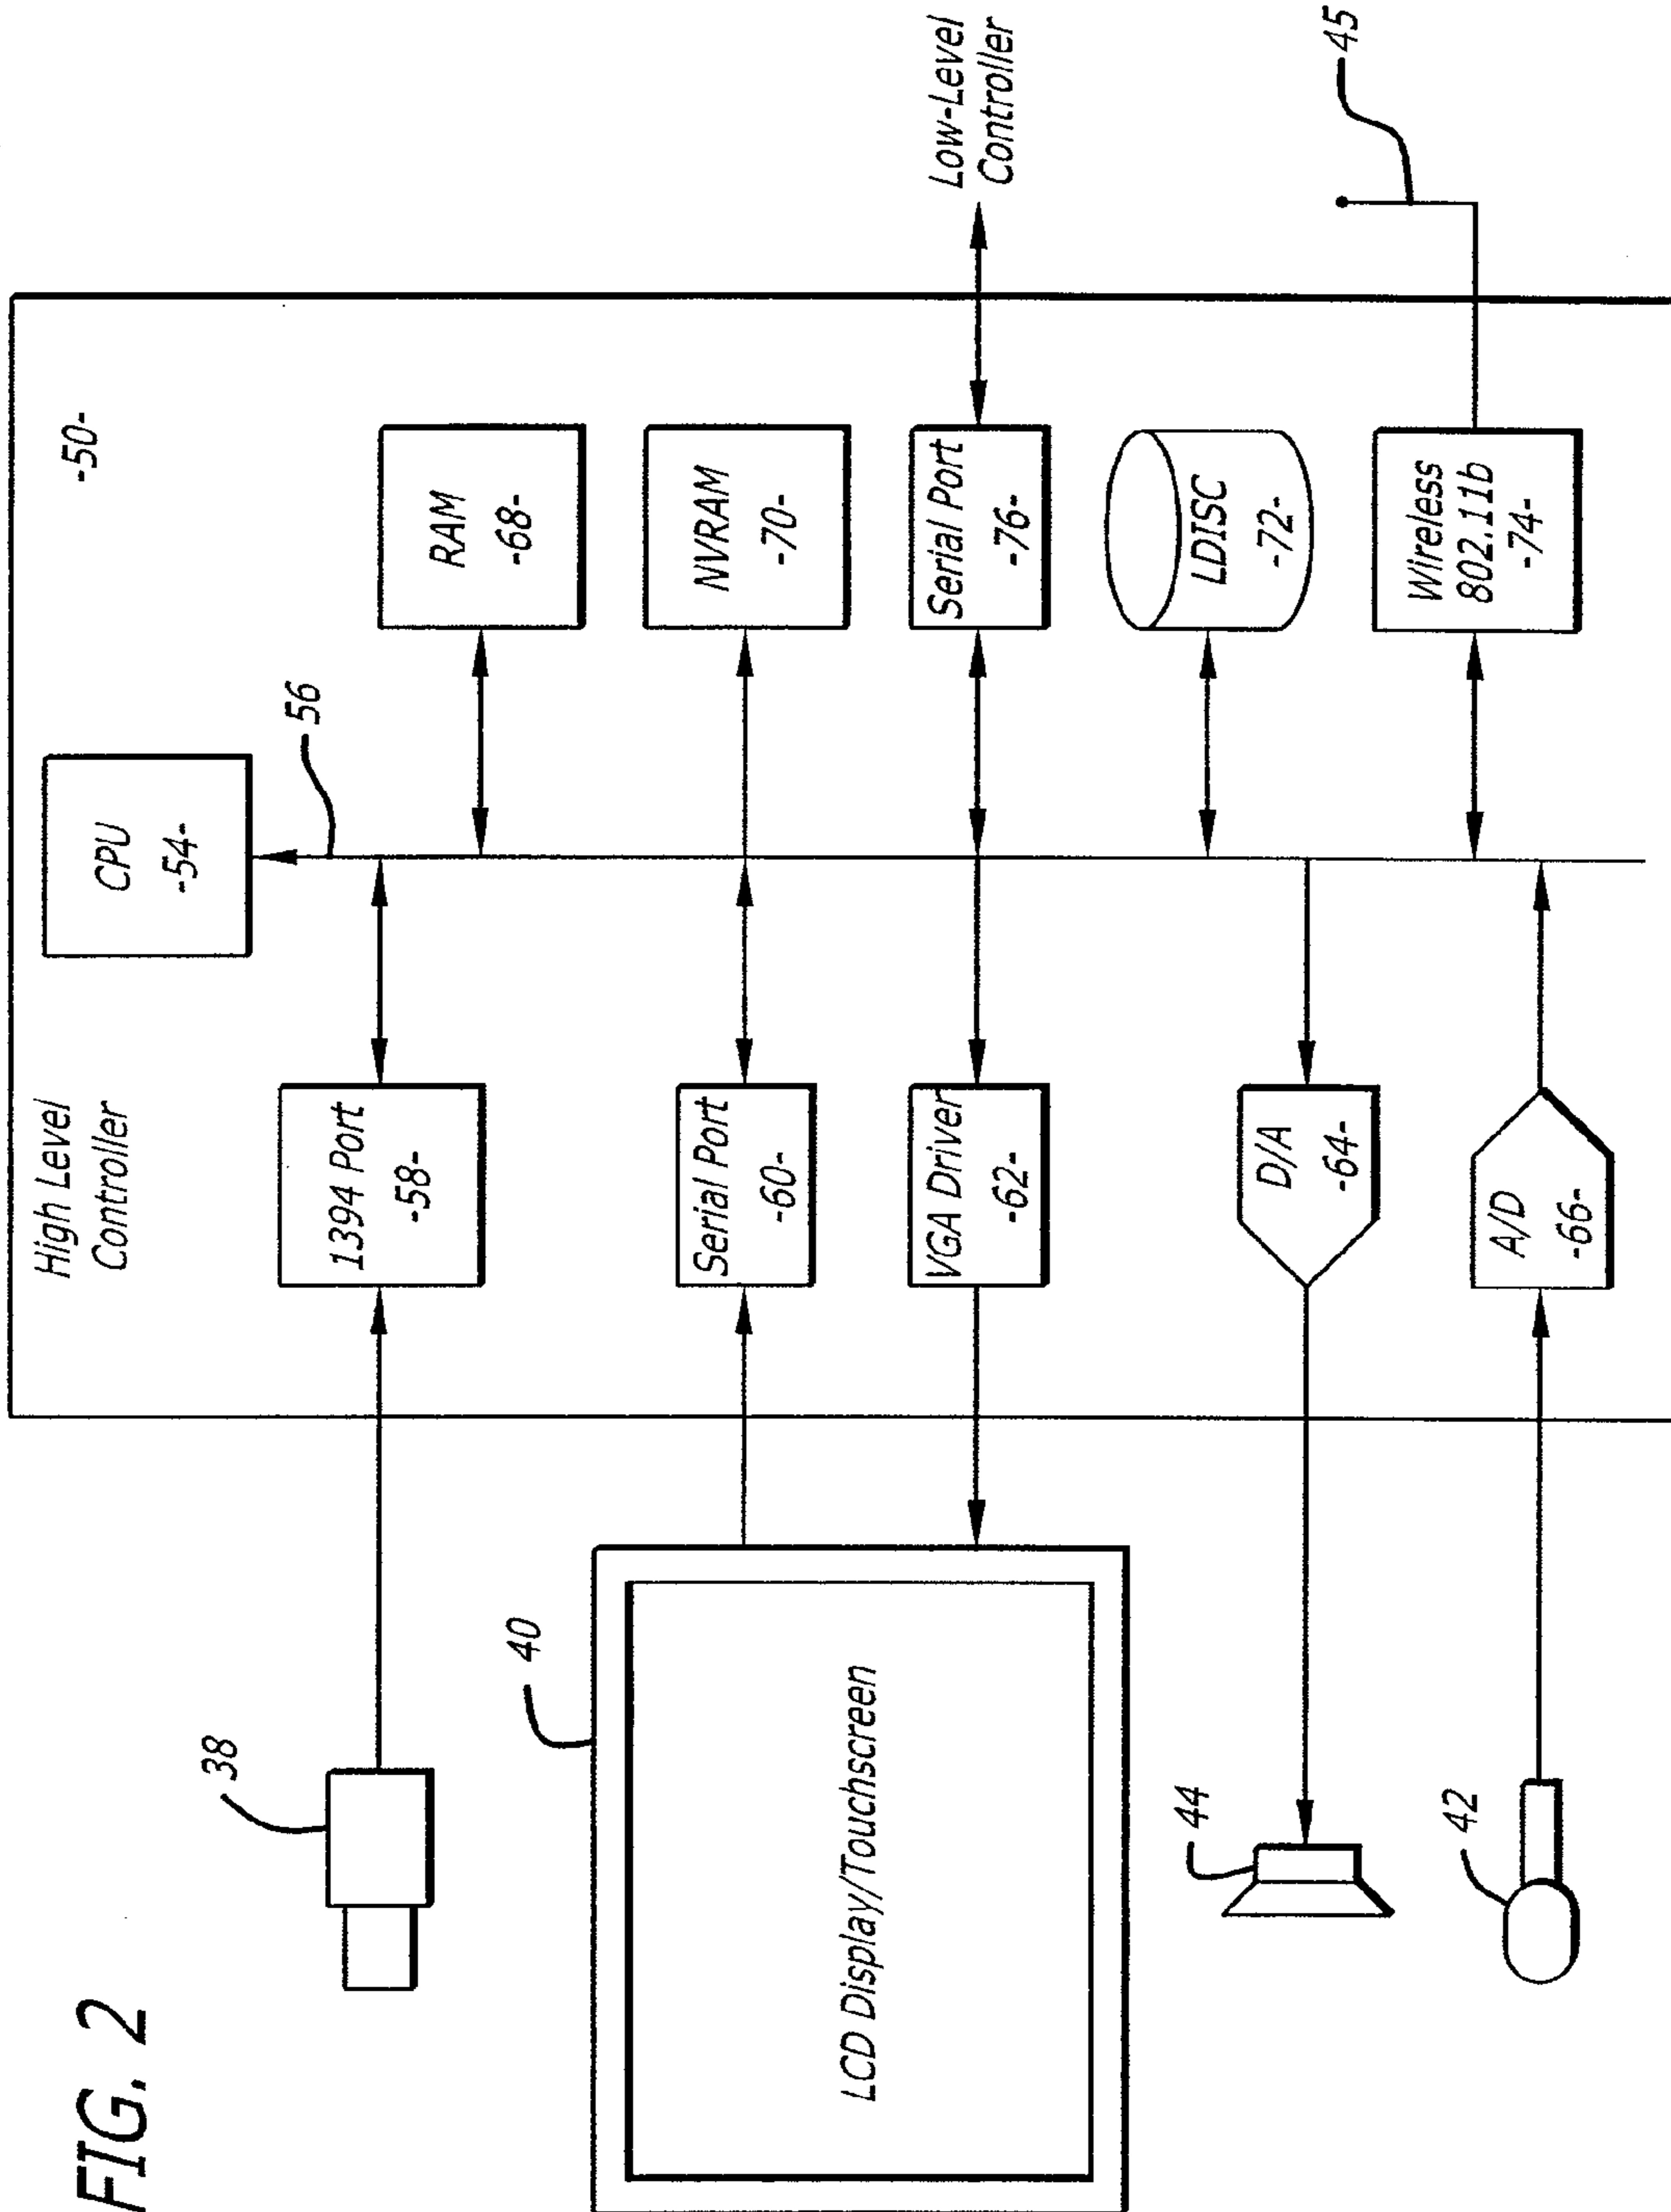 FIG. 2
High Level
Controller
-50-
CPU
-54-
56
38
1394 Port
-58-
RAM
-68-
40
LCD Display/Touchscreen
Serial Port
-60-
NVRAM
-70-
VGA Driver
-62-
Serial Port
-76-
Low-Level
Controller
44
D/A
-64-
LDISC
-72-
42
A/D
-66-
Wireless
802.11b
-74-
45